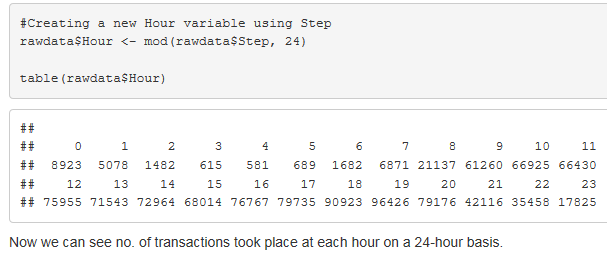 #Creating a new Hour variable using Step
rawdata$Hour <- mod(rawdata$Step, 24)
table(rawdata$Hour)
##
## 0 1 2 3 4 5 6 7 8 9 10 11
## 8923 5078 1482 615 581 689 1682 6871 21137 61260 66925 66430
## 12 13 14 15 16 17 18 19 20 21 22 23
## 75955 71543 72964 68014 76767 79735 90923 96426 79176 42116 35458 17825
Now we can see no. of transactions took place at each hour on a 24-hour basis.